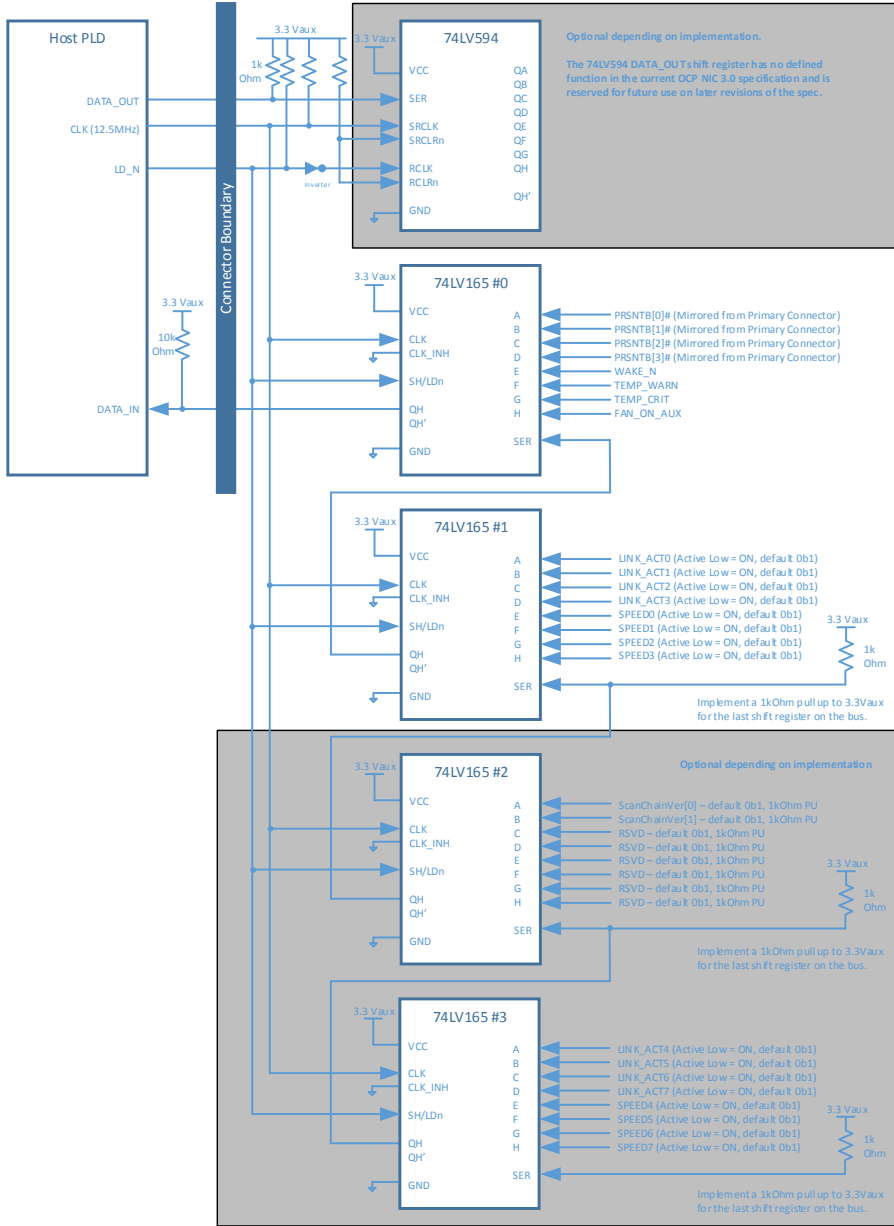 Host PLD
DATA_OUT
CLK (12.5MHz)
LD_N
3.3 Vaux
10k
Ohm
DATA_IN
Connector Boundary
3.3 Vaux
1k
Ohm
Inverter
3.3 Vaux
74LV594
VCC
SER
SRCLK
SRCLRn
RCLK
RCLRn
GND
QA
QB
QC
QD
QE
QF
QG
QH
QH'
Optional depending on implementation.
The 74LV594 DATA_OUT shift register has no defined
function in the current OCP NIC 3.0 specification and is
reserved for future use on later revisions of the spec.
3.3 Vaux
74LV165 #0
VCC
CLK
CLK_INH
SH/LDn
QH
QH'
GND
A
B
C
D
E
F
G
H
SER
PRSNTB[0]# (Mirrored from Primary Connector)
PRSNTB[1]# (Mirrored from Primary Connector)
PRSNTB[2]# (Mirrored from Primary Connector)
PRSNTB[3]# (Mirrored from Primary Connector)
WAKE_N
TEMP_WARN
TEMP_CRIT
FAN_ON_AUX
3.3 Vaux
74LV165 #1
VCC
CLK
CLK_INH
SH/LDn
QH
QH'
GND
A
B
C
D
E
F
G
H
SER
LINK_ACT0 (Active Low = ON, default 0b1)
LINK_ACT1 (Active Low = ON, default 0b1)
LINK_ACT2 (Active Low = ON, default 0b1)
LINK_ACT3 (Active Low = ON, default 0b1)
SPEED0 (Active Low = ON, default 0b1)
SPEED1 (Active Low = ON, default 0b1)
SPEED2 (Active Low = ON, default 0b1)
SPEED3 (Active Low = ON, default 0b1)
3.3 Vaux
1k
Ohm
Implement a 1kOhm pull up to 3.3Vaux
for the last shift register on the bus.
Optional depending on implementation
3.3 Vaux
74LV165 #2
VCC
CLK
CLK_INH
SH/LDn
QH
QH'
GND
A
B
C
D
E
F
G
H
SER
ScanChainVer[0] – default 0b1, 1kOhm PU
ScanChainVer[1] – default 0b1, 1kOhm PU
RSVD – default 0b1, 1kOhm PU
RSVD – default 0b1, 1kOhm PU
RSVD – default 0b1, 1kOhm PU
RSVD – default 0b1, 1kOhm PU
RSVD – default 0b1, 1kOhm PU
RSVD – default 0b1, 1kOhm PU
3.3 Vaux
1k
Ohm
Implement a 1kOhm pull up to 3.3Vaux
for the last shift register on the bus.
3.3 Vaux
74LV165 #3
VCC
CLK
CLK_INH
SH/LDn
QH
QH'
GND
A
B
C
D
E
F
G
H
SER
LINK_ACT4 (Active Low = ON, default 0b1)
LINK_ACT5 (Active Low = ON, default 0b1)
LINK_ACT6 (Active Low = ON, default 0b1)
LINK_ACT7 (Active Low = ON, default 0b1)
SPEED4 (Active Low = ON, default 0b1)
SPEED5 (Active Low = ON, default 0b1)
SPEED6 (Active Low = ON, default 0b1)
SPEED7 (Active Low = ON, default 0b1)
3.3 Vaux
1k
Ohm
Implement a 1kOhm pull up to 3.3Vaux
for the last shift register on the bus.